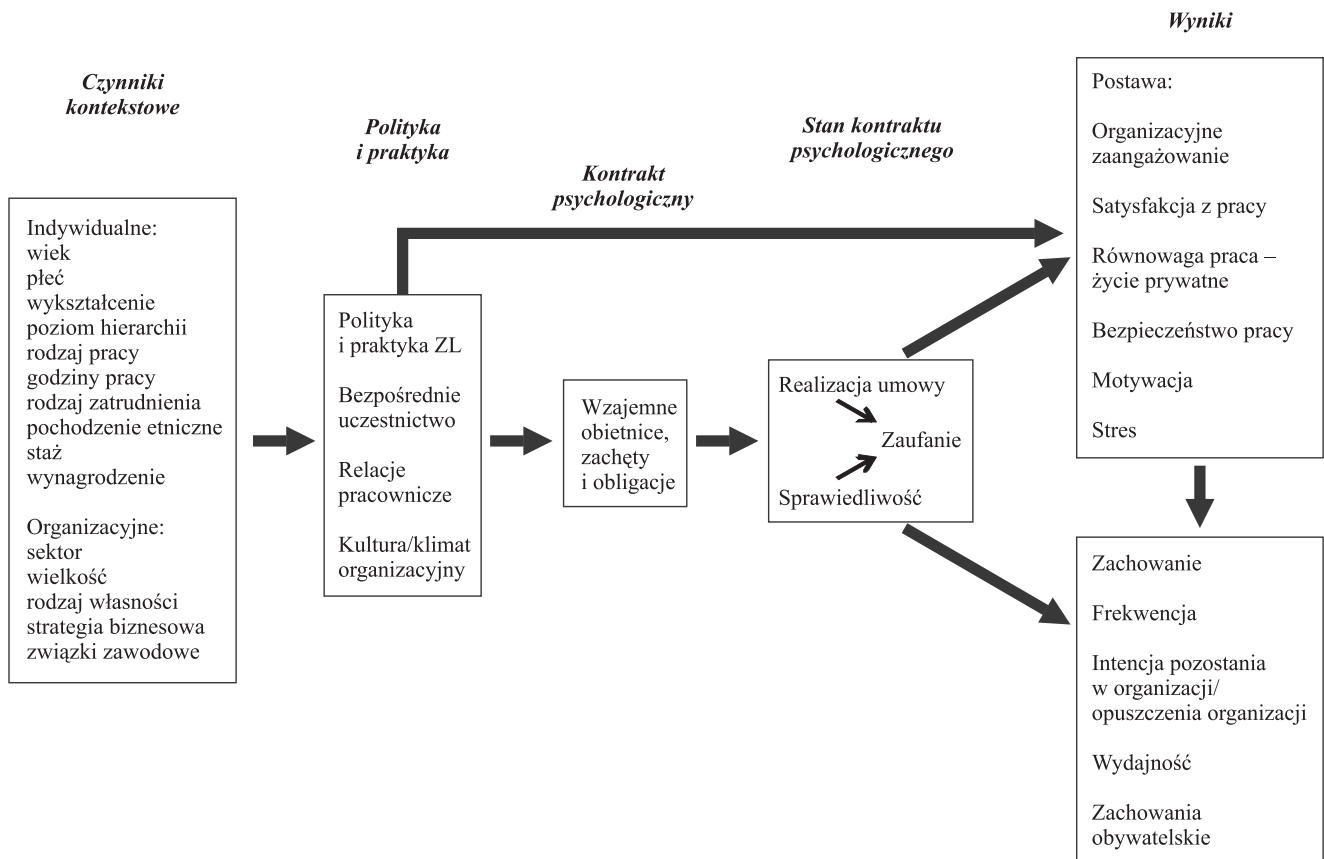 Czynniki
kontekstowe
Indywidualne:
wiek
płeć
wykształcenie
poziom hierarchii
rodzaj pracy
godziny pracy
rodzaj zatrudnienia
pochodzenie etniczne
staż
wynagrodzenie
Organizacyjne:
sektor
wielkość
rodzaj własności
strategia biznesowa
związki zawodowe
Polityka
i praktyka
Polityka
i praktyka ZL
Bezpośrednie
uczestnictwo
Relacje
pracownicze
Kultura/klimat
organizacyjny
Kontrakt
psychologiczny
Wzajemne
obietnice,
zachęty
i obligacje
Stan kontraktu
psychologicznego
Realizacja umowy
Zaufanie
Sprawiedliwość
Wyniki
Postawa:
Organizacyjne
zaangażowanie
Satysfakcja z pracy
Równowaga praca –
życie prywatne
Bezpieczeństwo pracy
Motywacja
Stres
Zachowanie
Frekwencja
Intencja pozostania
w organizacji/
opuszczenia organizacji
Wydajność
Zachowania
obywatelskie